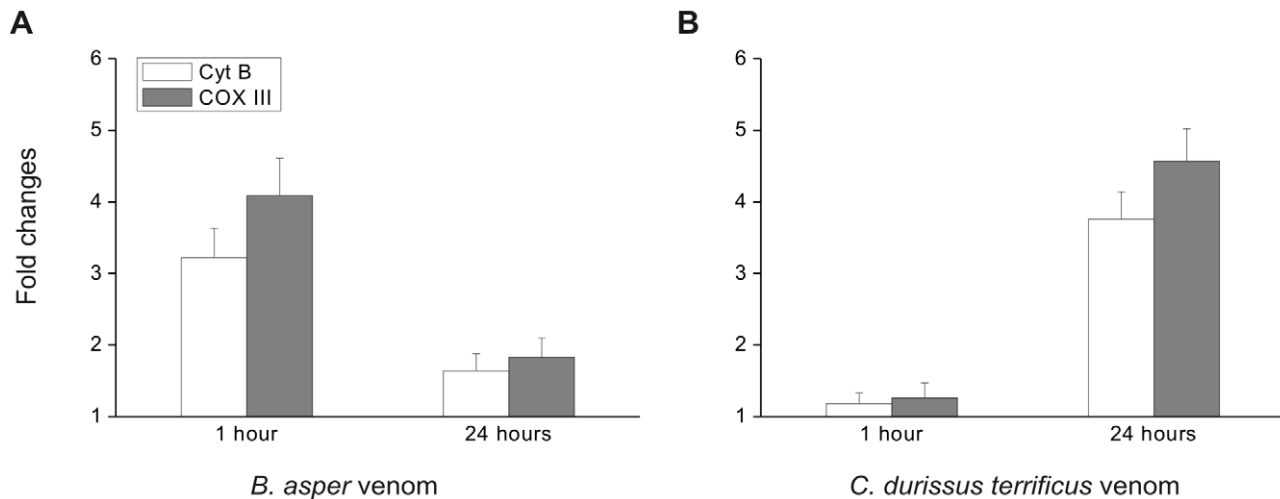 A
6
5
4
3
2
1
Fold changes
Cyt B
COX III
1 hour
24 hours
B. asper venom
B
6
5
4
3
2
1
1 hour
24 hours
C. durissus terrificus venom